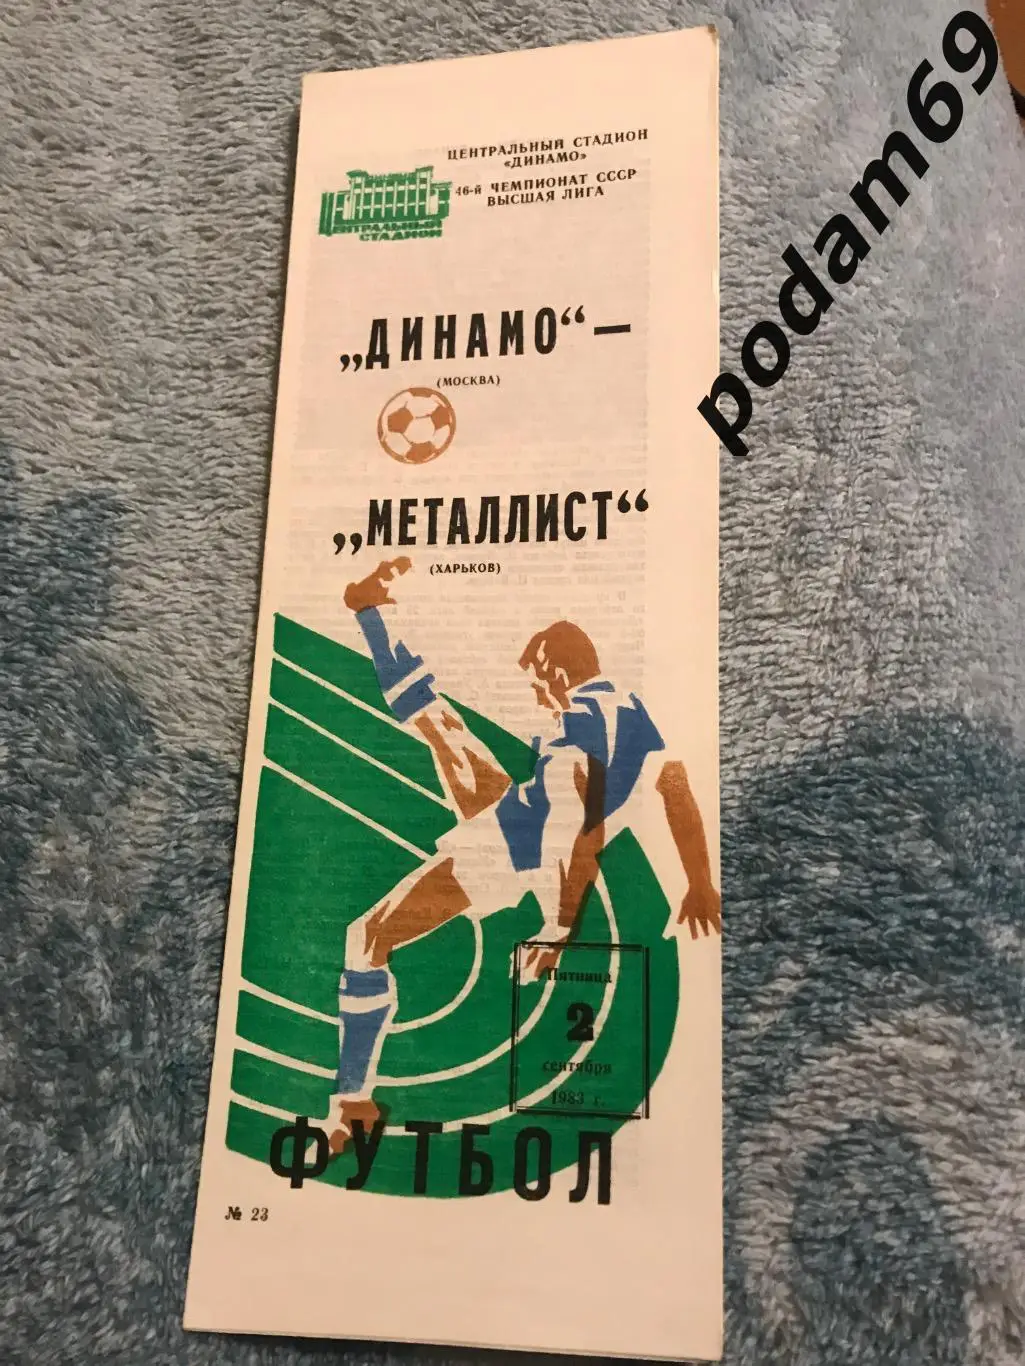 ЦЕНТРАЛЬНЫЙ СТАДИОН
«ДИНАМО»
46-й ЧЕМПИОНАТ СССР
ВЫСШАЯ ЛИГА
ЦЕНТРАЛЬНЫЙ
СТАДИОН
„ДИНАМО“ —
(МОСКВА)
„МЕТАЛЛИСТ“
(ХАРЬКОВ)
Пятница
2
сентября
1983 г.
ФУТБОЛ
№ 23
podam69